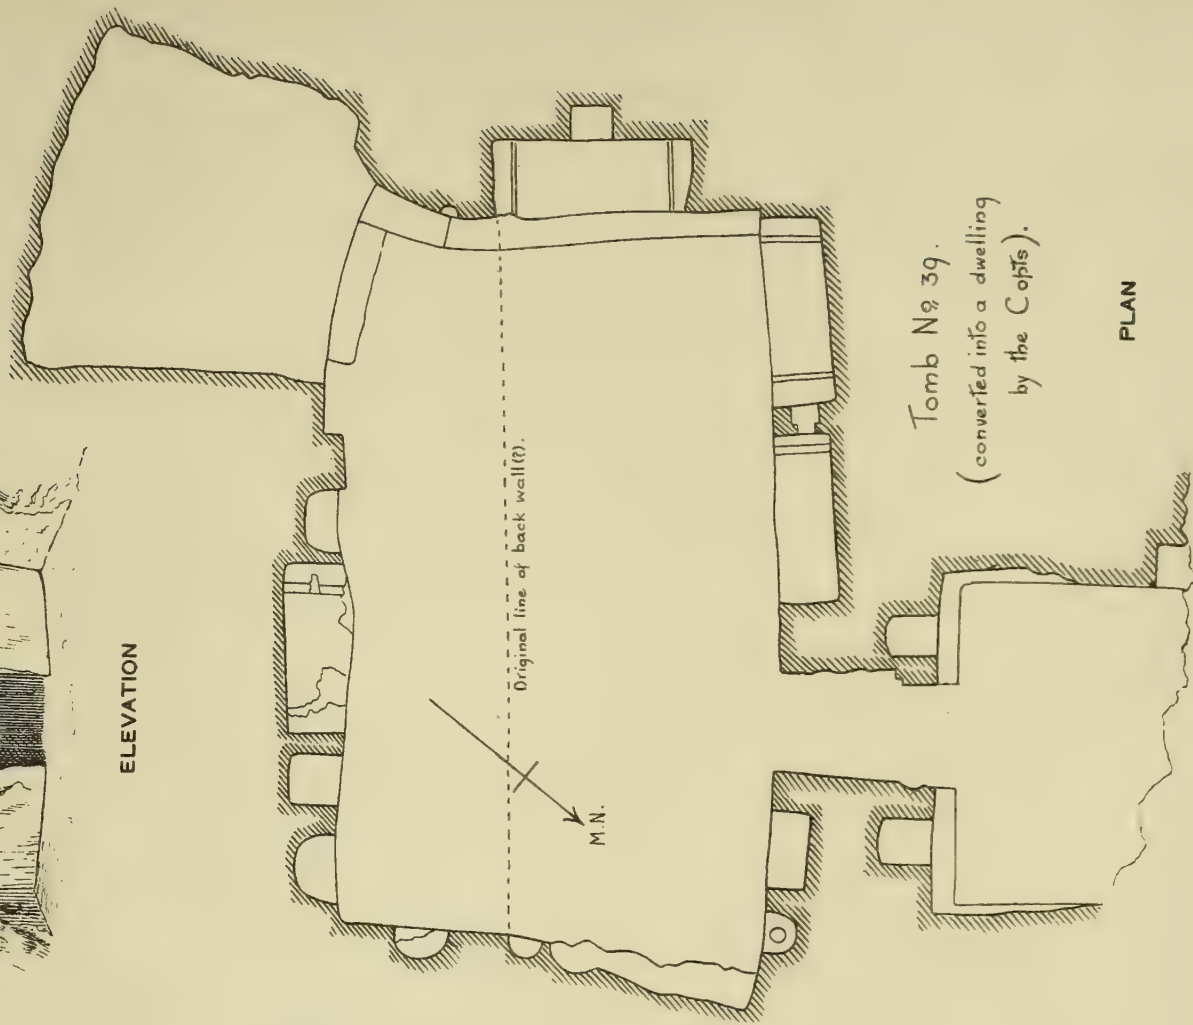 ELEVATION
Original line of back wall (?).
M.N.
Tomb Nº 39.
(converted into a dwelling
by the Copts).
PLAN